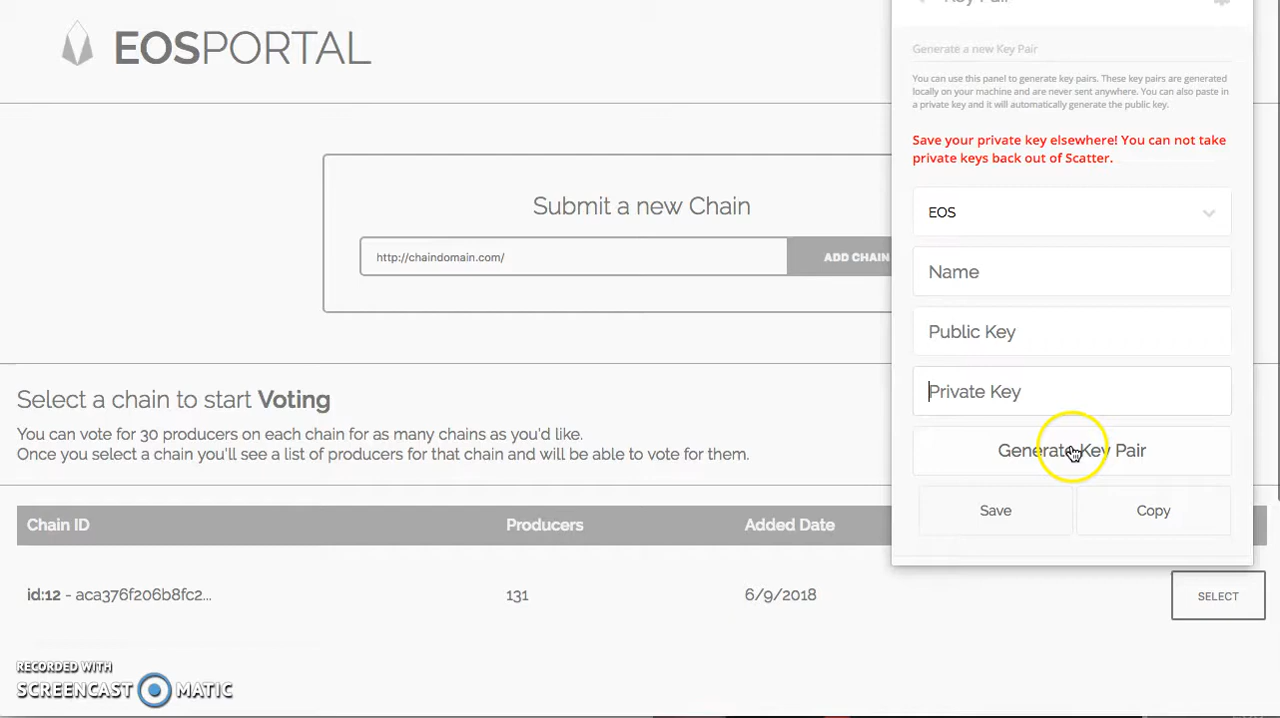 EOSPORTAL
Submit a new Chain
http://chaindomain.com/
ADD CHAIN
Select a chain to start Voting
You can vote for 30 producers on each chain for as many chains as you'd like.
Once you select a chain you'll see a list of producers for that chain and will be able to vote for them.
Chain ID Producers Added Date
id:12 - aca376f206b8fc2... 131 6/9/2018 SELECT
Key Pair
Generate a new Key Pair
You can use this panel to generate key pairs. These key pairs are generated
locally on your machine and are never sent anywhere. You can also paste in
a private key and it will automatically generate the public key.
Save your private key elsewhere! You can not take
private keys back out of Scatter.
EOS
Name
Public Key
Private Key
Generate Key Pair
Save Copy
RECORDED WITH
SCREENCAST MATIC